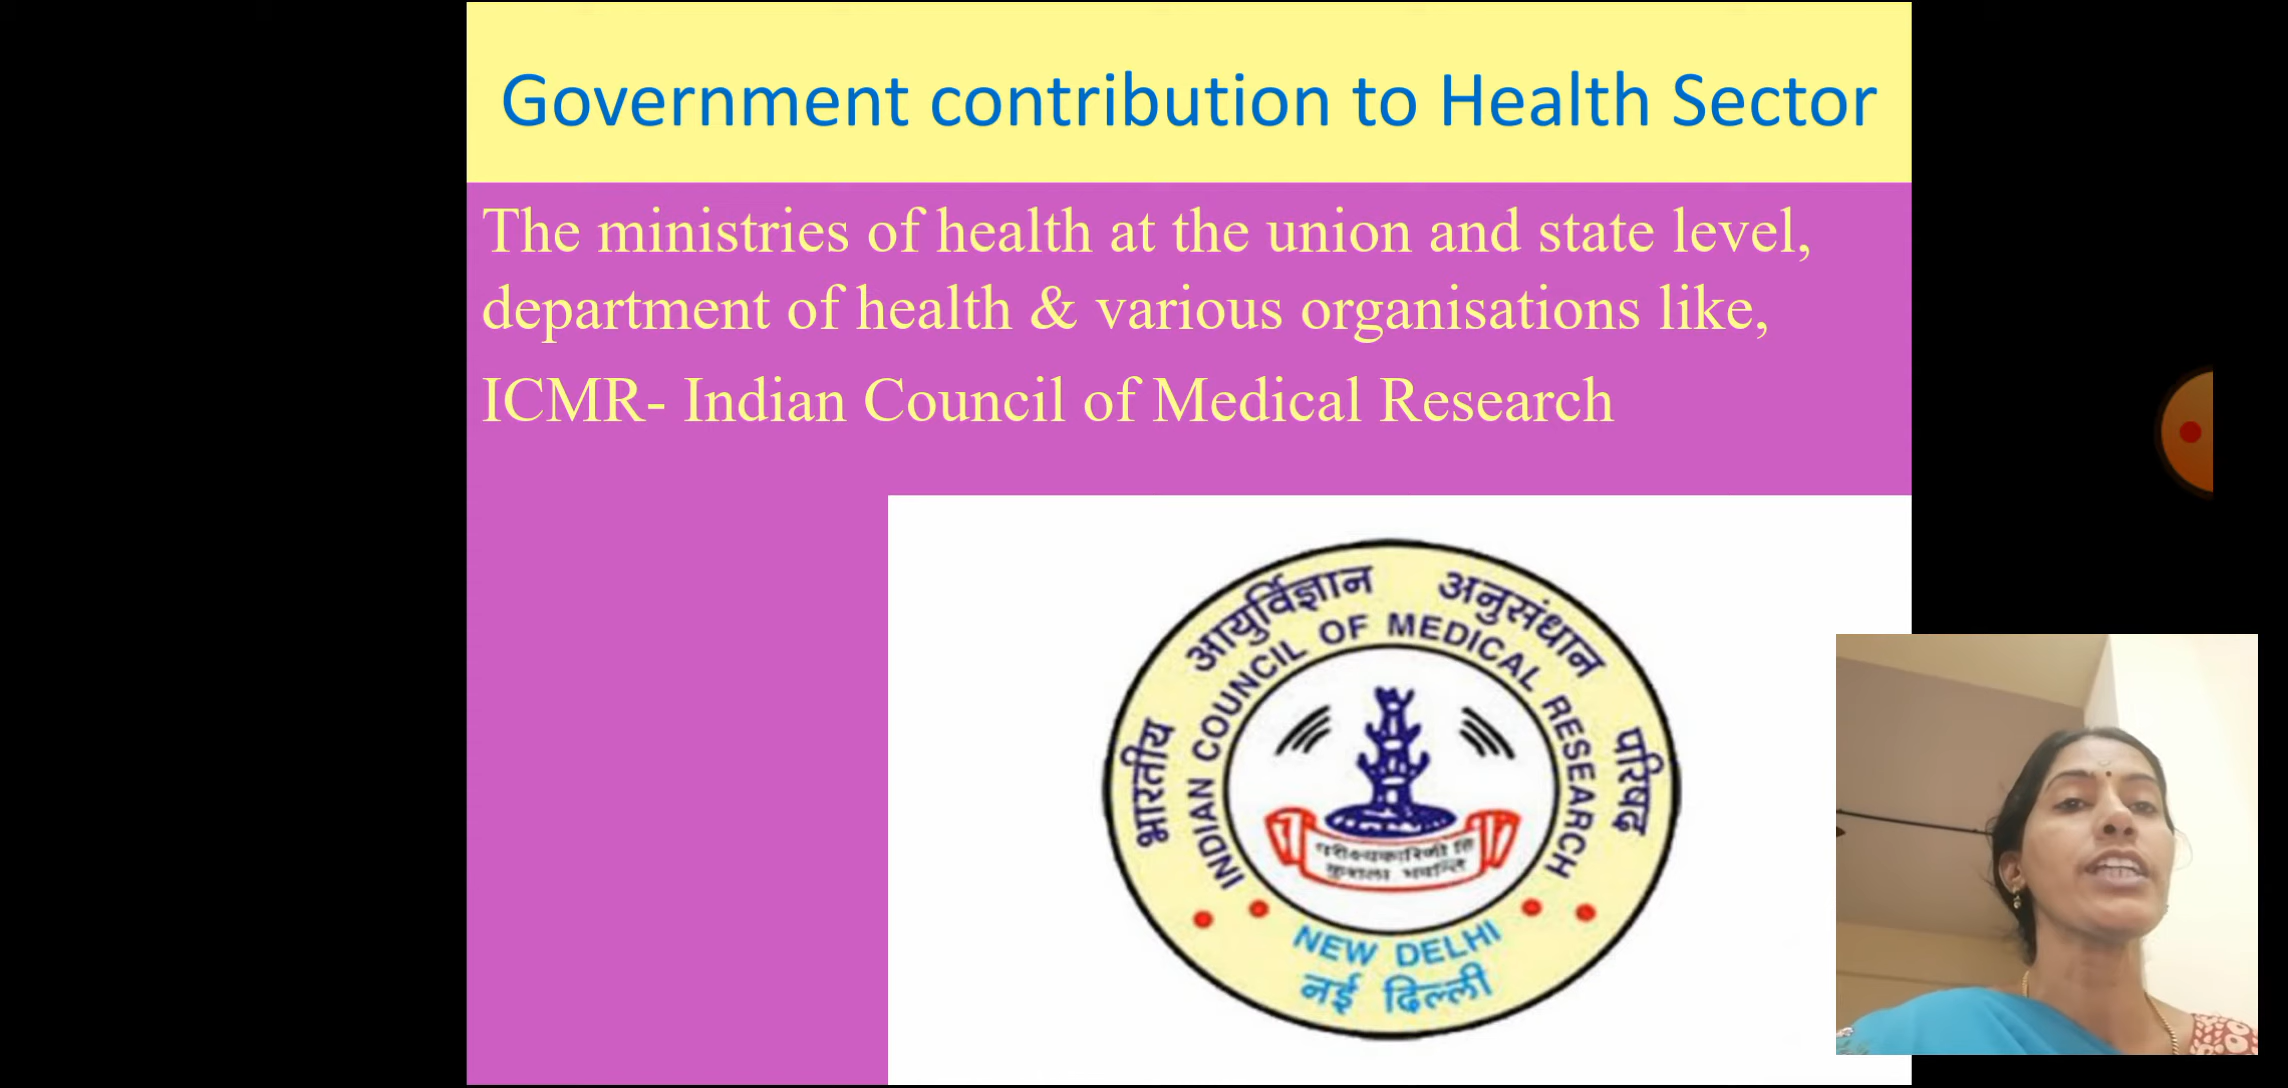 Government contribution to Health Sector
The ministries of health at the union and state level,
department of health & various organisations like,
ICMR- Indian Council of Medical Research
भारतीय आयुर्विज्ञान अनुसंधान परिषद
INDIAN COUNCIL OF MEDICAL RESEARCH
कुशला भवन्ति
NEW DELHI
नई दिल्ली